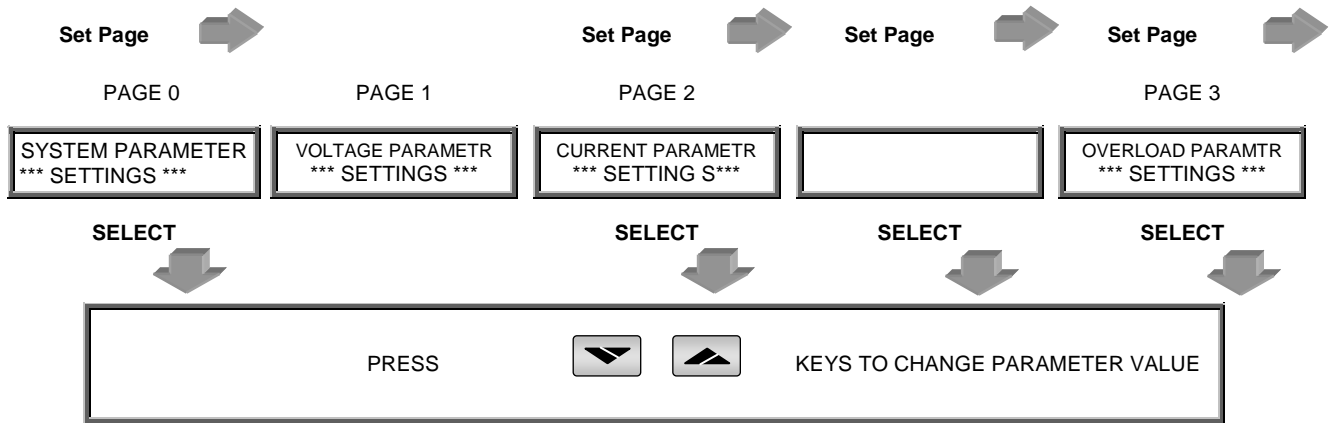 Set Page
Set Page
Set Page
Set Page
PAGE 0
PAGE 1
PAGE 2
PAGE 3
SYSTEM PARAMETER
*** SETTINGS ***
VOLTAGE PARAMETR
*** SETTINGS ***
CURRENT PARAMETR
*** SETTING S***
OVERLOAD PARAMTR
*** SETTINGS ***
SELECT
SELECT
SELECT
SELECT
PRESS KEYS TO CHANGE PARAMETER VALUE